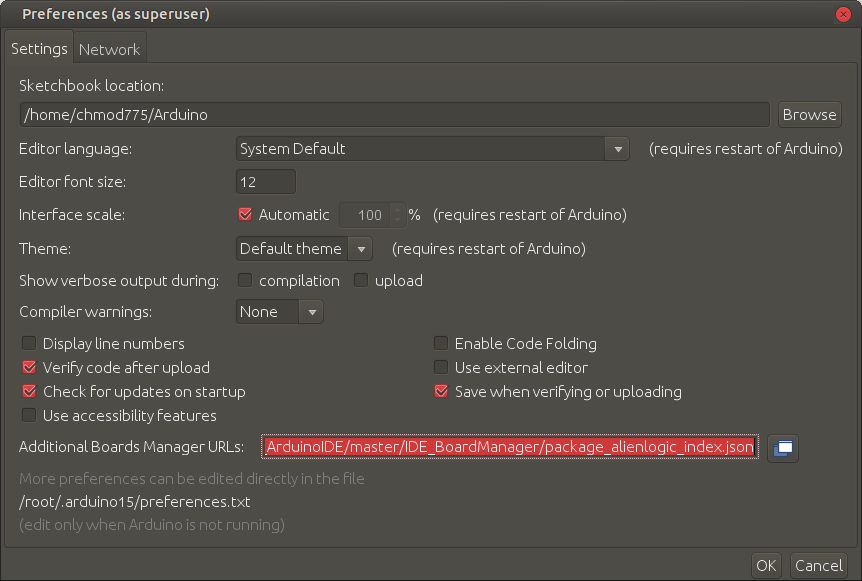 Preferences (as superuser)
Settings Network
Sketchbook location:
/home/chmod775/Arduino Browse
Editor language: System Default (requires restart of Arduino)
Editor font size: 12
Interface scale: Automatic 100 % (requires restart of Arduino)
Theme: Default theme (requires restart of Arduino)
Show verbose output during: compilation upload
Compiler warnings: None
Display line numbers Enable Code Folding
Verify code after upload Use external editor
Check for updates on startup Save when verifying or uploading
Use accessibility features
Additional Boards Manager URLs: ArduinoIDE/master/IDE_BoardManager/package_alienlogic_index.json
More preferences can be edited directly in the file
/root/.arduino15/preferences.txt
(edit only when Arduino is not running)
OK Cancel